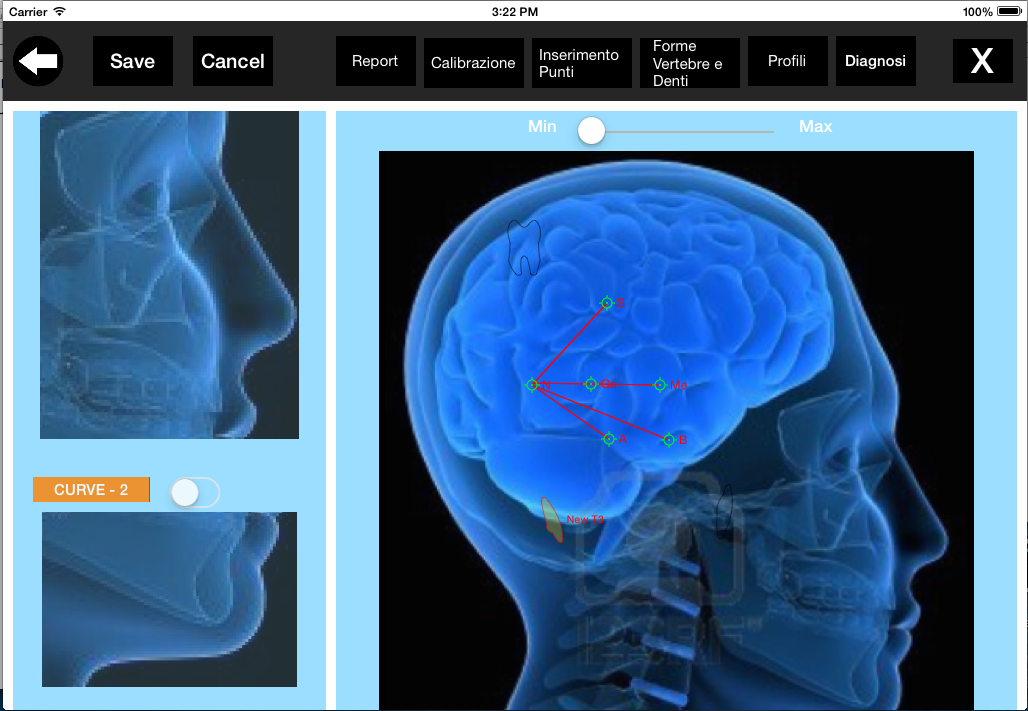 Carrier
3:22 PM
100%
Save
Cancel
Report
Calibrazione
Inserimento
Punti
Forme
Vertebre e
Denti
Profili
Diagnosi
X
Min
Max
CURVE - 2
S
Me
A
B
New T3